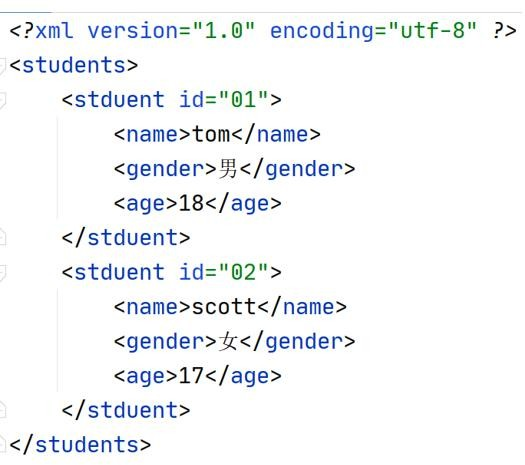 <?xml version="1.0" encoding="utf-8" ?>
<students>
    <stduent id="01">
        <name>tom</name>
        <gender>男</gender>
        <age>18</age>
    </stduent>
    <stduent id="02">
        <name>scott</name>
        <gender>女</gender>
        <age>17</age>
    </stduent>
</students>